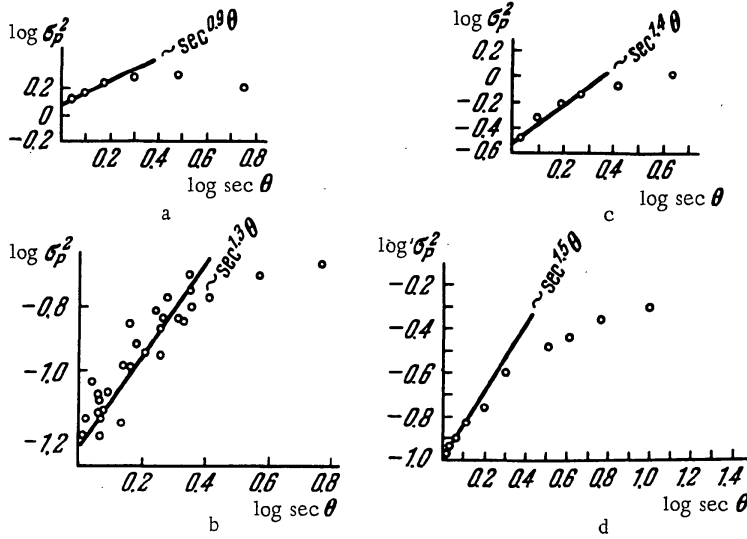 log σ_p^2
~ sec^0.9 θ
0.2
0
-0.2
0.2 0.4 0.6 0.8
log sec θ
a
log σ_p^2
~ sec^1.4 θ
0.2
0
-0.2
-0.4
-0.6
0.2 0.4 0.6
log sec θ
c
log σ_p^2
~ sec^1.3 θ
-0.8
-1.0
-1.2
0.2 0.4 0.6 0.8
log sec θ
b
log' σ_p^2
~ sec^1.5 θ
-0.2
-0.4
-0.6
-0.8
-1.0
0.2 0.4 0.6 0.8 1.0 1.2 1.4
log sec θ
d